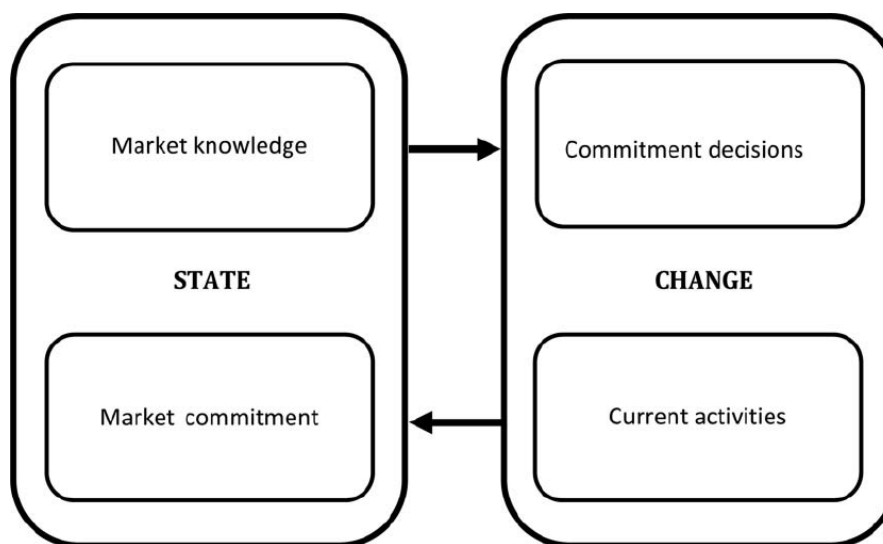 Market knowledge
STATE
Market commitment
Commitment decisions
CHANGE
Current activities